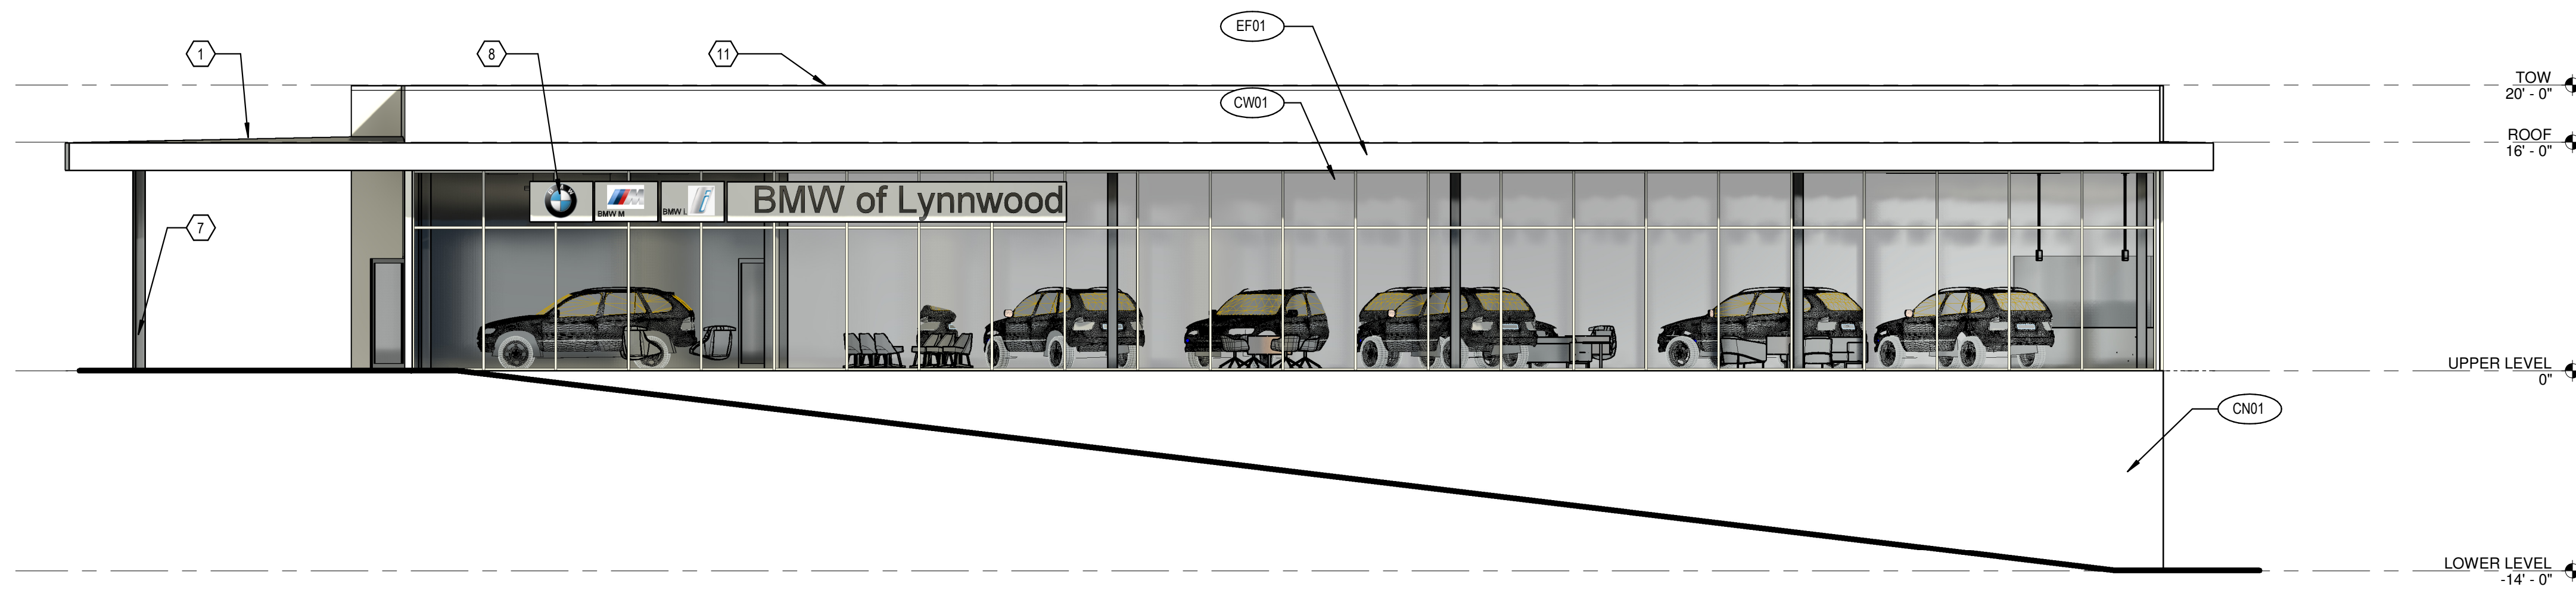 EF01
1
8
11
TOW
20' - 0"
CW01
ROOF
16' - 0"
BMW M
BMW i
BMW of Lynnwood
7
UPPER LEVEL
0"
CN01
LOWER LEVEL
-14' - 0"